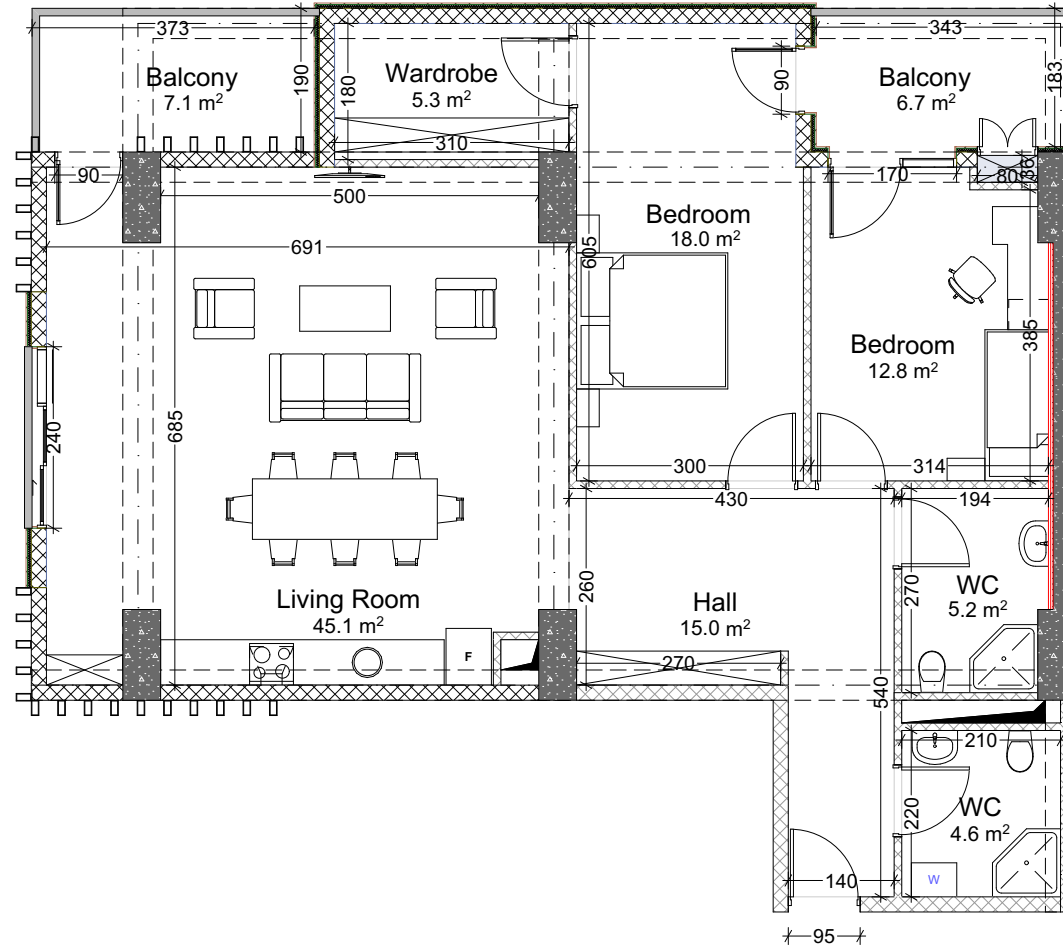 373
190
180
343
183
Balcony
7.1 m²
Wardrobe
5.3 m²
90
Balcony
6.7 m²
310
90
500
170
80
36
691
605
Bedroom
18.0 m²
385
Bedroom
12.8 m²
240
685
300
314
430
194
260
270
Living Room
45.1 m²
Hall
15.0 m²
WC
5.2 m²
F
270
540
210
220
WC
4.6 m²
140
W
95